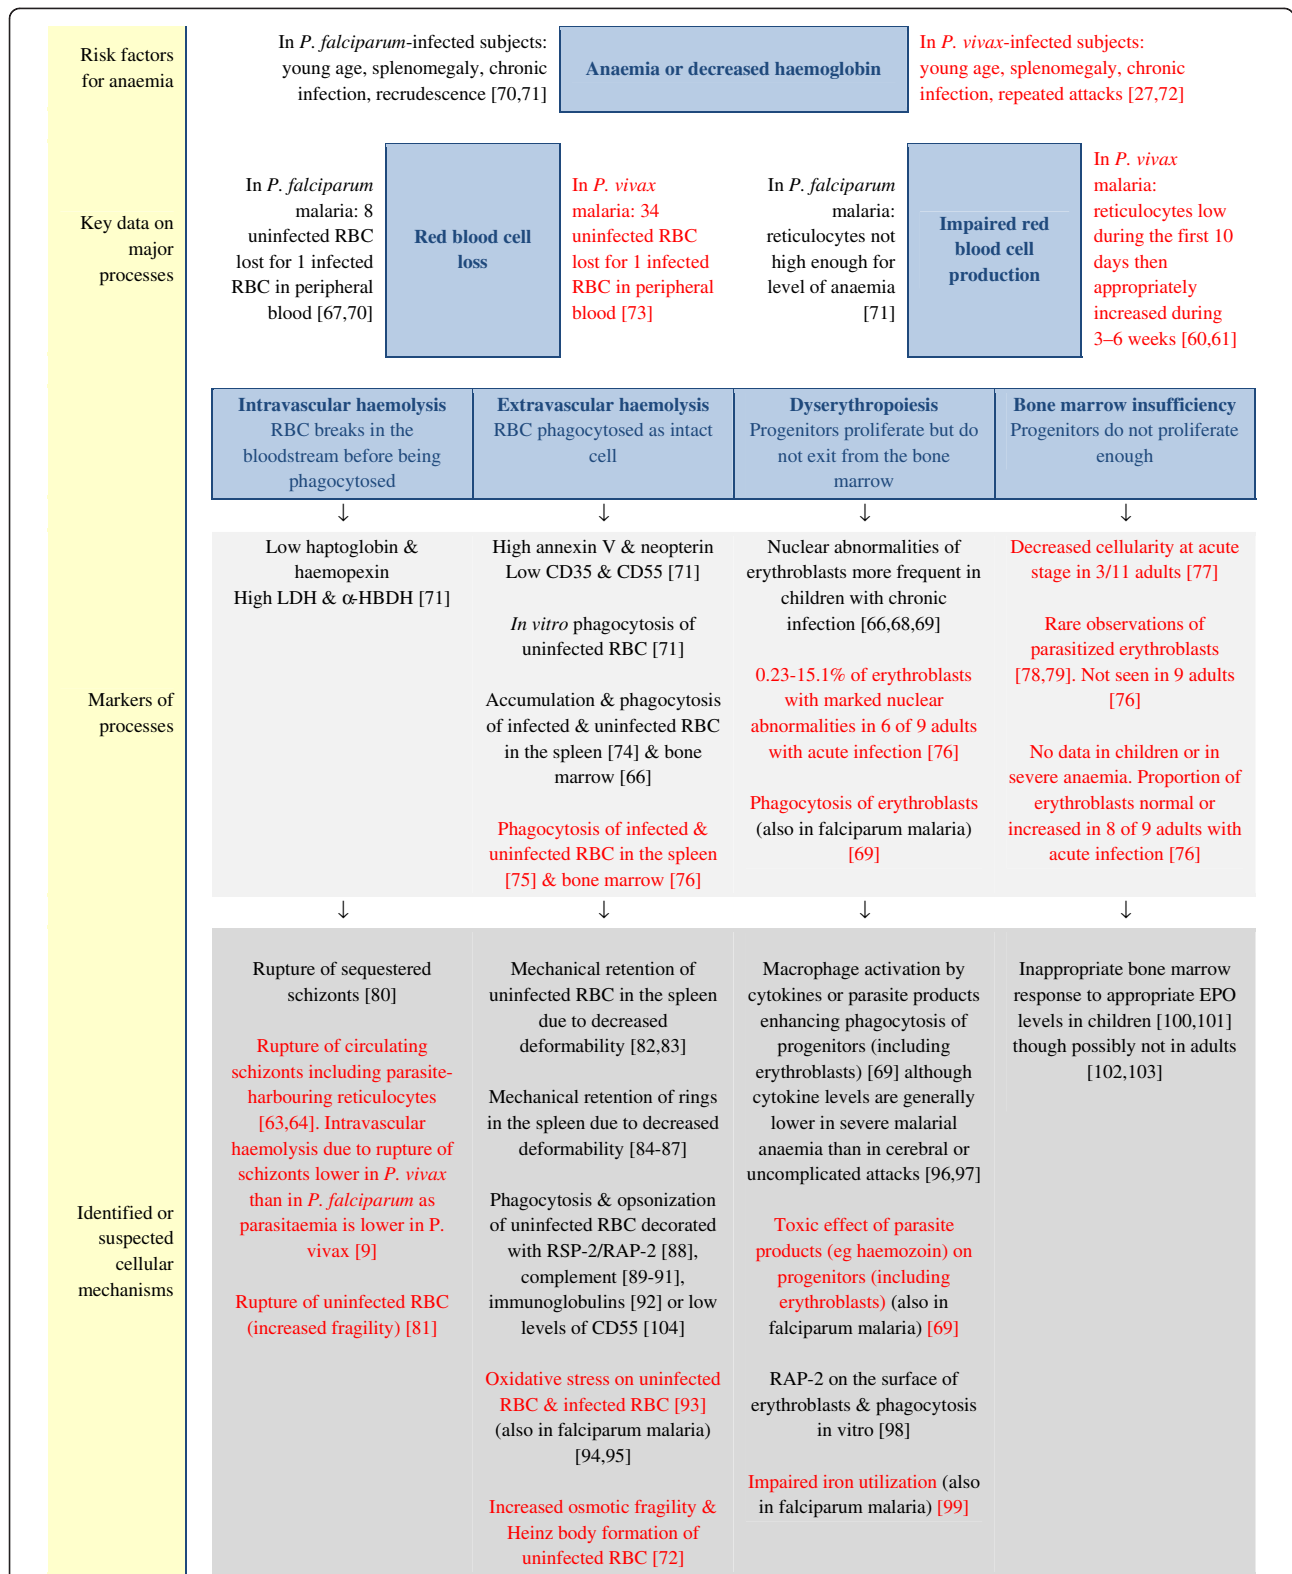 Risk factors
for anaemia
In P. falciparum-infected subjects:
young age, splenomegaly, chronic
infection, recrudescence [70,71]
Anaemia or decreased haemoglobin
In P. vivax-infected subjects:
young age, splenomegaly, chronic
infection, repeated attacks [27,72]
Key data on
major
processes
In P. falciparum
malaria: 8
uninfected RBC
lost for 1 infected
RBC in peripheral
blood [67,70]
Red blood cell
loss
In P. vivax
malaria: 34
uninfected RBC
lost for 1 infected
RBC in peripheral
blood [73]
In P. falciparum
malaria:
reticulocytes not
high enough for
level of anaemia
[71]
Impaired red
blood cell
production
In P. vivax
malaria:
reticulocytes low
during the first 10
days then
appropriately
increased during
3–6 weeks [60,61]
Intravascular haemolysis
RBC breaks in the
bloodstream before being
phagocytosed
Extravascular haemolysis
RBC phagocytosed as intact
cell
Dyserythropoiesis
Progenitors proliferate but do
not exit from the bone
marrow
Bone marrow insufficiency
Progenitors do not proliferate
enough
↓ ↓ ↓ ↓
Markers of
processes
Low haptoglobin &
haemopexin
High LDH & α-HBDH [71]
High annexin V & neopterin
Low CD35 & CD55 [71]
In vitro phagocytosis of
uninfected RBC [71]
Accumulation & phagocytosis
of infected & uninfected RBC
in the spleen [74] & bone
marrow [66]
Phagocytosis of infected &
uninfected RBC in the spleen
[75] & bone marrow [76]
Nuclear abnormalities of
erythroblasts more frequent in
children with chronic
infection [66,68,69]
0.23-15.1% of erythroblasts
with marked nuclear
abnormalities in 6 of 9 adults
with acute infection [76]
Phagocytosis of erythroblasts
(also in falciparum malaria)
[69]
Decreased cellularity at acute
stage in 3/11 adults [77]
Rare observations of
parasitized erythroblasts
[78,79]. Not seen in 9 adults
[76]
No data in children or in
severe anaemia. Proportion of
erythroblasts normal or
increased in 8 of 9 adults with
acute infection [76]
↓ ↓ ↓ ↓
Identified or
suspected
cellular
mechanisms
Rupture of sequestered
schizonts [80]
Rupture of circulating
schizonts including parasite-
harbouring reticulocytes
[63,64]. Intravascular
haemolysis due to rupture of
schizonts lower in P. vivax
than in P. falciparum as
parasitaemia is lower in P.
vivax [9]
Rupture of uninfected RBC
(increased fragility) [81]
Mechanical retention of
uninfected RBC in the spleen
due to decreased
deformability [82,83]
Mechanical retention of rings
in the spleen due to decreased
deformability [84-87]
Phagocytosis & opsonization
of uninfected RBC decorated
with RSP-2/RAP-2 [88],
complement [89-91],
immunoglobulins [92] or low
levels of CD55 [104]
Oxidative stress on uninfected
RBC & infected RBC [93]
(also in falciparum malaria)
[94,95]
Increased osmotic fragility &
Heinz body formation of
uninfected RBC [72]
Macrophage activation by
cytokines or parasite products
enhancing phagocytosis of
progenitors (including
erythroblasts) [69] although
cytokine levels are generally
lower in severe malarial
anaemia than in cerebral or
uncomplicated attacks [96,97]
Toxic effect of parasite
products (eg haemozoin) on
progenitors (including
erythroblasts) (also in
falciparum malaria) [69]
RAP-2 on the surface of
erythroblasts & phagocytosis
in vitro [98]
Impaired iron utilization (also
in falciparum malaria) [99]
Inappropriate bone marrow
response to appropriate EPO
levels in children [100,101]
though possibly not in adults
[102,103]